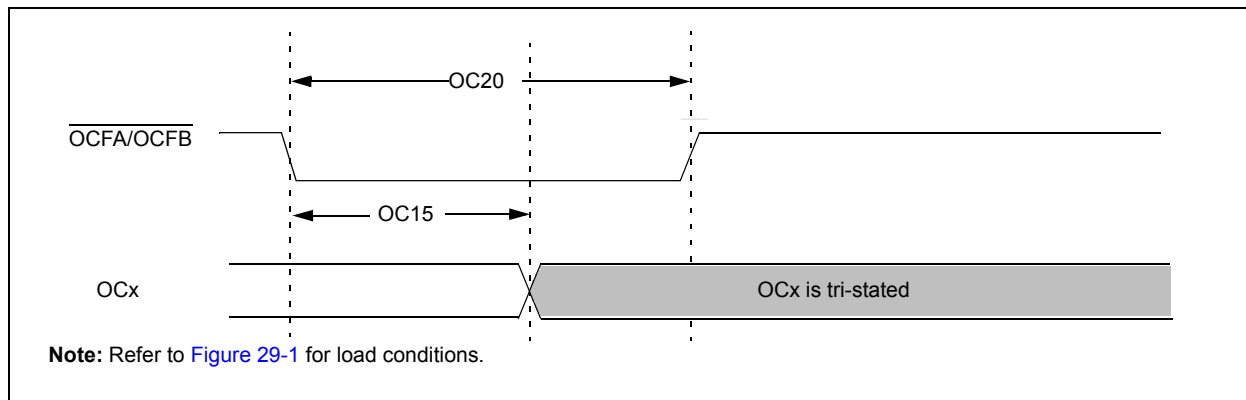 OC20
OCFA/OCFB
OC15
OCx
OCx is tri-stated
Note: Refer to Figure 29-1 for load conditions.